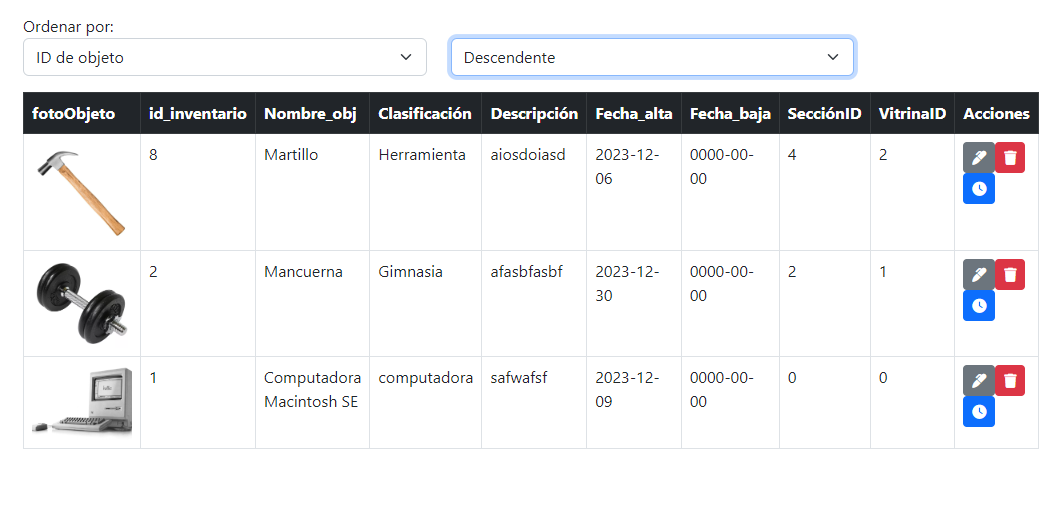 Ordenar por:
ID de objeto Descendente
fotoObjeto id_inventario Nombre_obj Clasificación Descripción Fecha_alta Fecha_baja SecciónID VitrinaID Acciones
8 Martillo Herramienta aiosdoiasd 2023-12- 0000-00- 4 2
06 00
2 Mancuerna Gimnasia afasbfasbf 2023-12- 0000-00- 2 1
30 00
1 Computadora computadora safwafsf 2023-12- 0000-00- 0 0
Macintosh SE 09 00